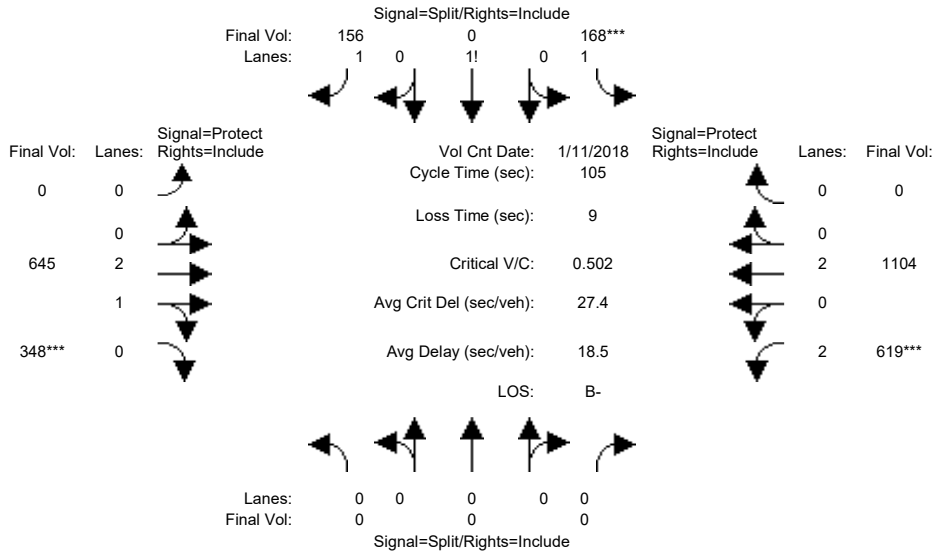 Signal=Split/Rights=Include
Final Vol: 156 0 168***
Lanes: 1 0 1! 0 1
Signal=Protect Signal=Protect
Final Vol: Lanes: Rights=Include Vol Cnt Date: 1/11/2018 Rights=Include Lanes: Final Vol:
Cycle Time (sec): 105
0 0 0 0
Loss Time (sec): 9
0 0
645 2 Critical V/C: 0.502 2 1104
1 Avg Crit Del (sec/veh): 27.4 0
348*** 0 Avg Delay (sec/veh): 18.5 2 619***
LOS: B-
Lanes: 0 0 0 0 0
Final Vol: 0 0 0
Signal=Split/Rights=Include